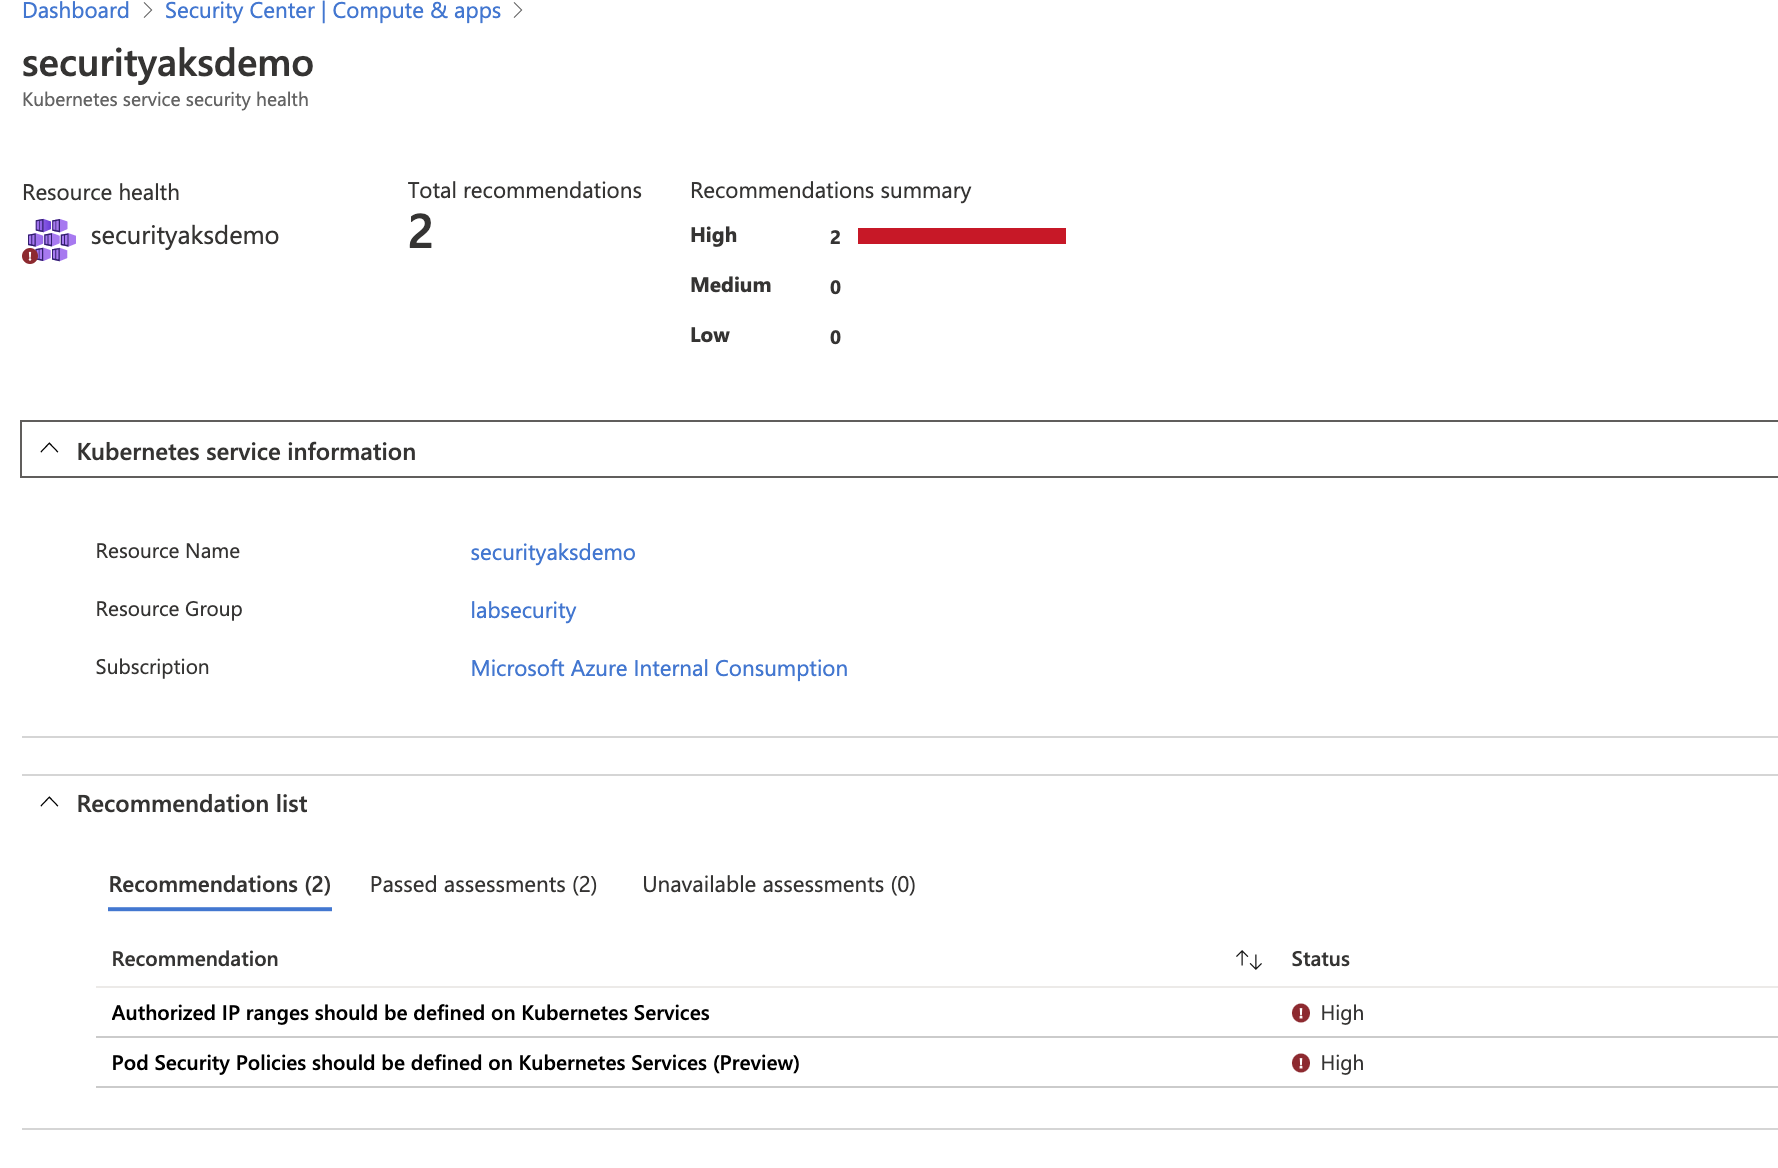 Dashboard > Security Center | Compute & apps >
securityaksdemo
Kubernetes service security health
Resource health
securityaksdemo
Total recommendations
2
Recommendations summary
High 2
Medium 0
Low 0
Kubernetes service information
Resource Name securityaksdemo
Resource Group labsecurity
Subscription Microsoft Azure Internal Consumption
Recommendation list
Recommendations (2) Passed assessments (2) Unavailable assessments (0)
Recommendation ↑↓ Status
Authorized IP ranges should be defined on Kubernetes Services High
Pod Security Policies should be defined on Kubernetes Services (Preview) High